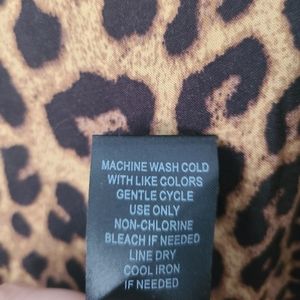 MACHINE WASH COLD
WITH LIKE COLORS
GENTLE CYCLE
USE ONLY
NON-CHLORINE
BLEACH IF NEEDED
LINE DRY
COOL IRON
IF NEEDED